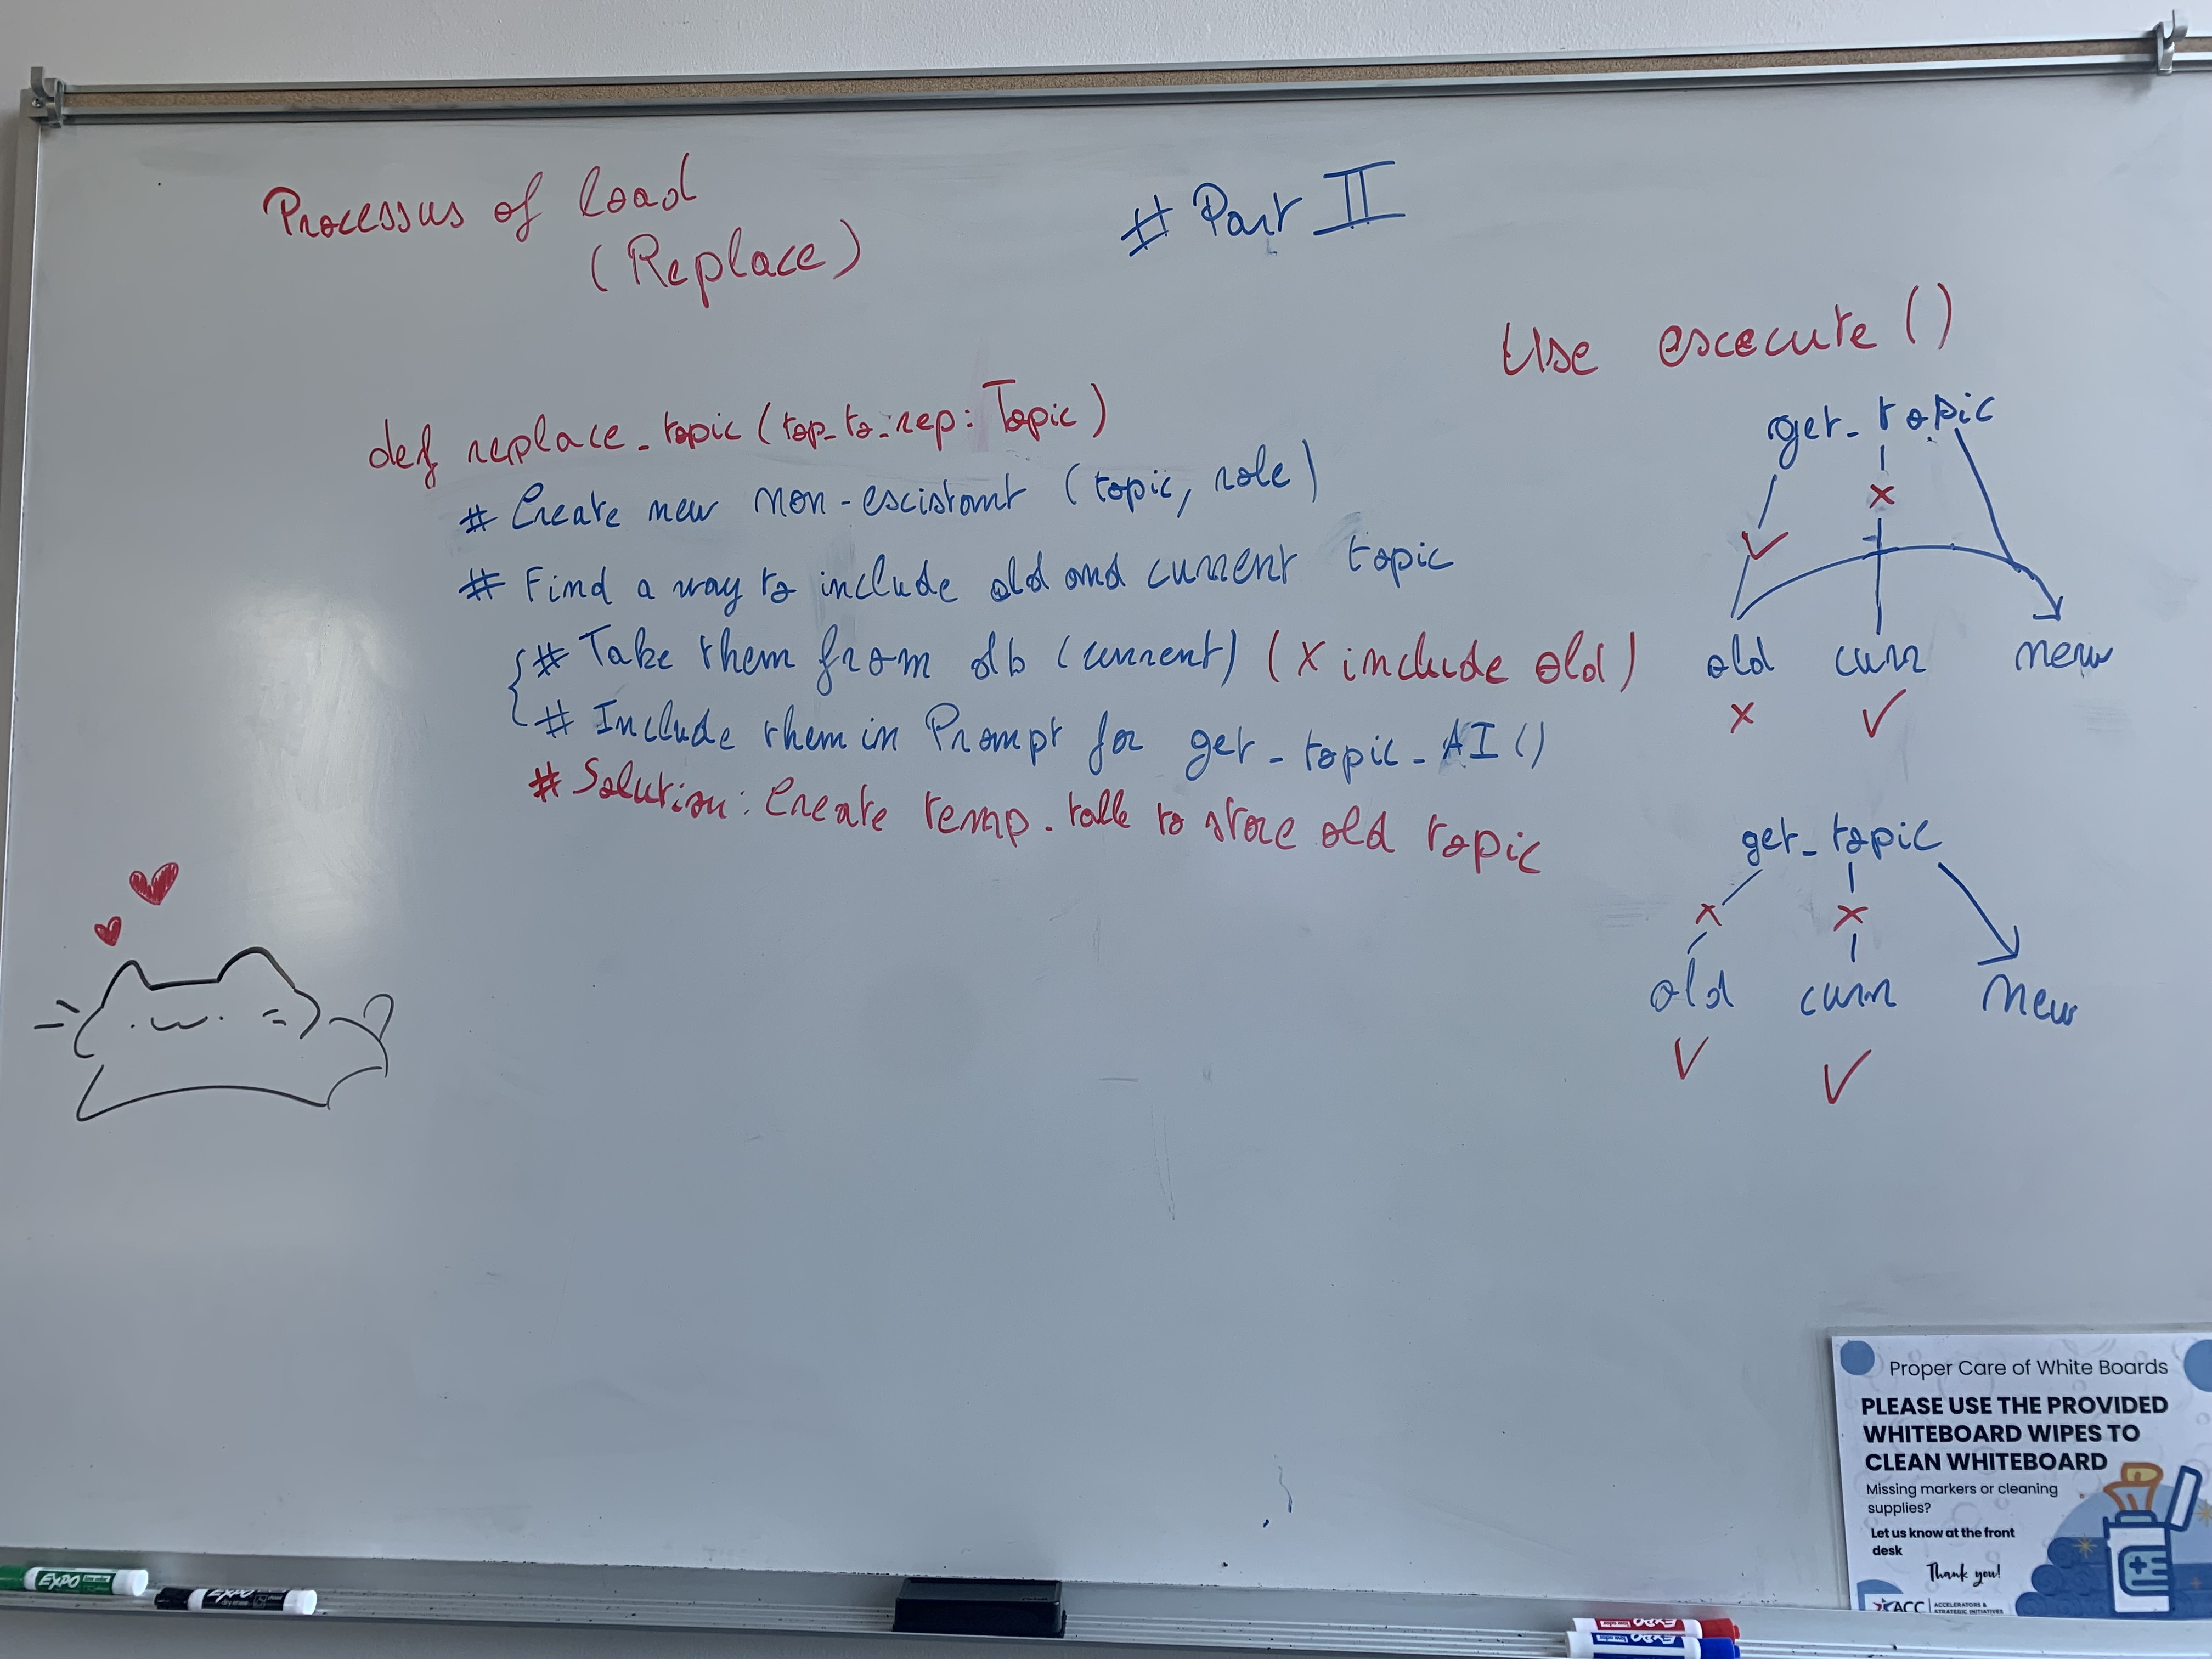 Processus of load
(Replace)
# Part II
Use escecute ()
def replace_topic (top_to_rep: Topic)
# Create new non-escistant (topic, role)
# Find a way to include old and current topic
# Take them from db (current) (x include old)
# Include them in Prompt for get_topic_AI()
# Solution: Create temp. table to store old topic
get_topic
x
✓
old curr new
x ✓
get_topic
x x
old curr new
✓ ✓
Proper Care of White Boards
PLEASE USE THE PROVIDED
WHITEBOARD WIPES TO
CLEAN WHITEBOARD
Missing markers or cleaning
supplies?
Let us know at the front
desk
Thank you!
ACC ACCELERATORS &
STRATEGIC INITIATIVES
EXPO
EXPO
dry erase
EXPO
EXPO